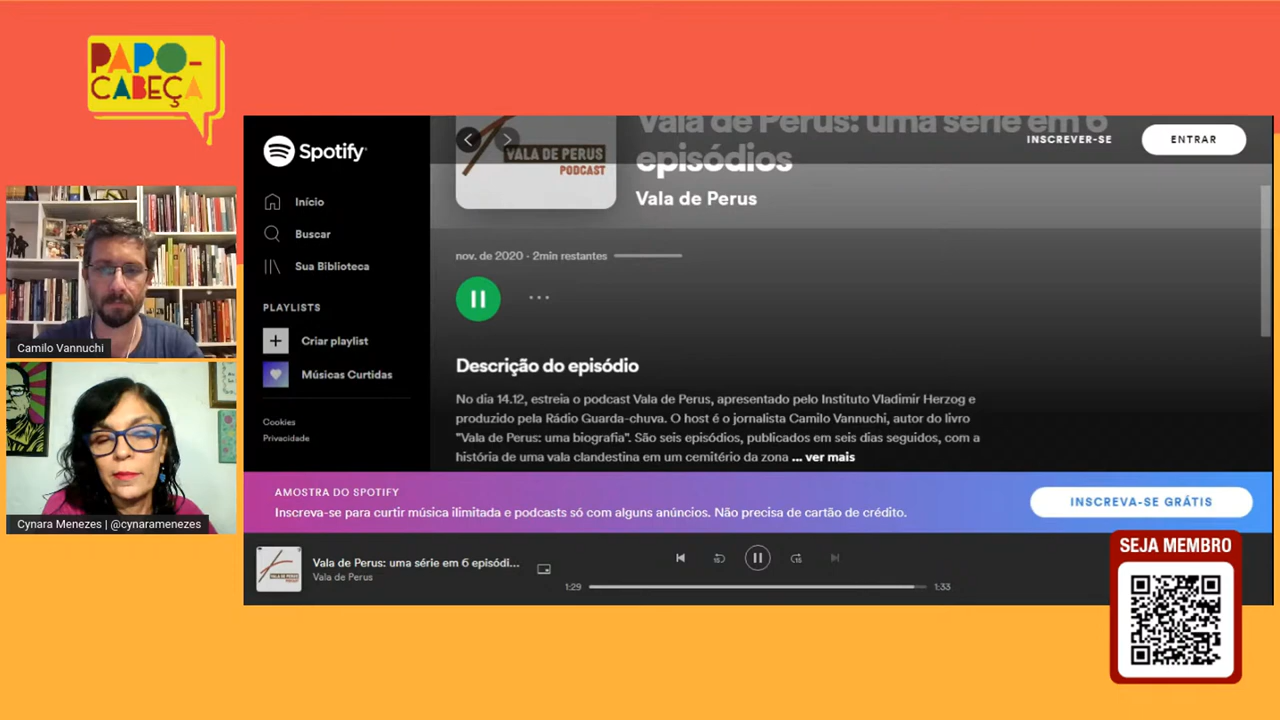 PAPO-
CABEÇA
Camilo Vannuchi
Cynara Menezes | @cynaramenezes
Spotify
Início
Buscar
Sua Biblioteca
PLAYLISTS
Criar playlist
Músicas Curtidas
Cookies
Privacidade
VALA DE PERUS
PODCAST
INSCREVER-SE
ENTRAR
Vala de Perus: uma série em 6
episódios
Vala de Perus
nov. de 2020 · 2min restantes
Descrição do episódio
No dia 14.12, estreia o podcast Vala de Perus, apresentado pelo Instituto Vladimir Herzog e
produzido pela Rádio Guarda-chuva. O host é o jornalista Camilo Vannuchi, autor do livro
"Vala de Perus: uma biografia". São seis episódios, publicados em seis dias seguidos, com a
história de uma vala clandestina em um cemitério da zona ... ver mais
AMOSTRA DO SPOTIFY
Inscreva-se para curtir música ilimitada e podcasts só com alguns anúncios. Não precisa de cartão de crédito.
INSCREVA-SE GRÁTIS
Vala de Perus: uma série em 6 episódi...
Vala de Perus
15
15
1:29
1:33
SEJA MEMBRO